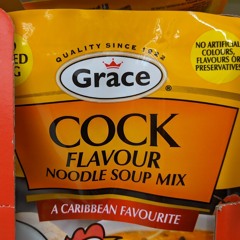 QUALITY SINCE 1922
Grace
NO ARTIFICIAL
COLOURS,
FLAVOURS OR
PRESERVATIVES
COCK
FLAVOUR
NOODLE SOUP MIX
A CARIBBEAN FAVOURITE